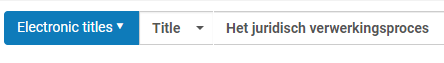 Electronic titles ▼ Title ▼ Het juridisch verwerkingsproces